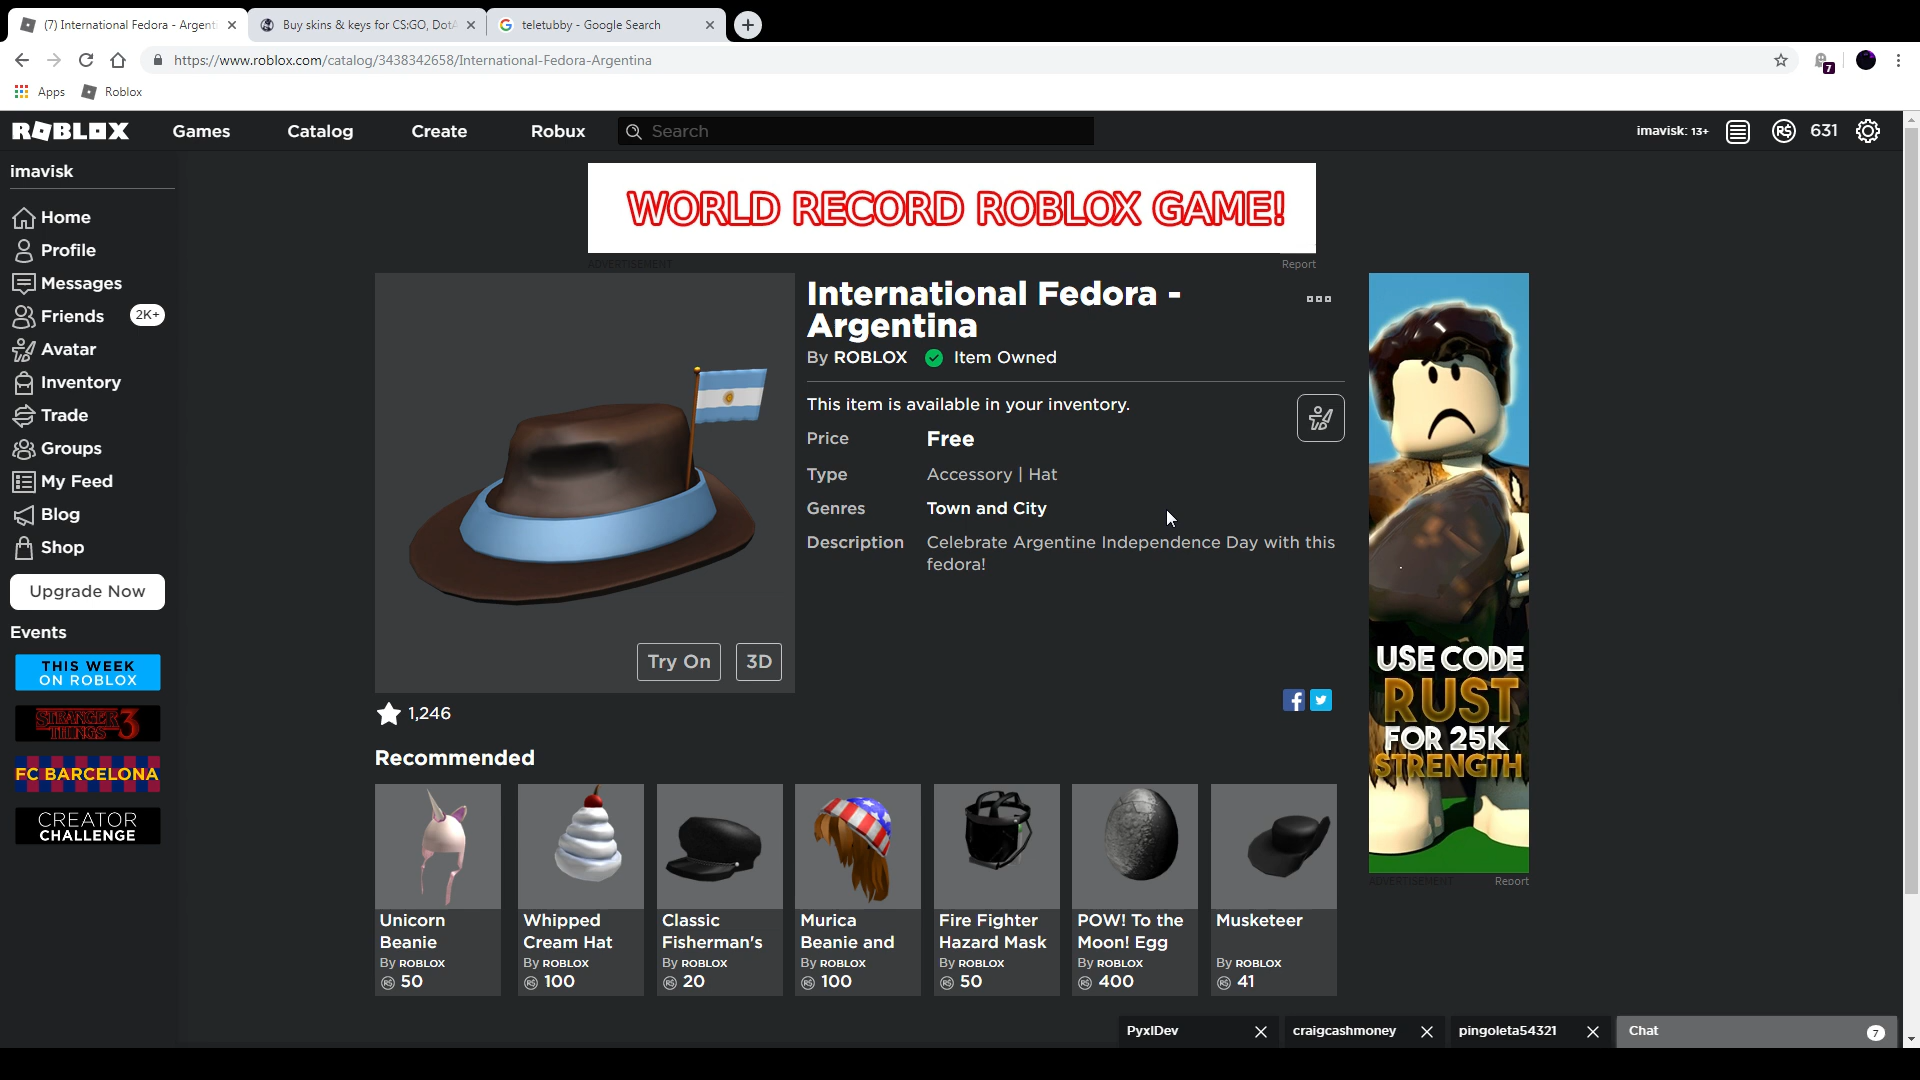 (7) International Fedora - Argent
Buy skins & keys for CS:GO, DotA
teletubby - Google Search
https://www.roblox.com/catalog/3438342658/International-Fedora-Argentina
7
Apps
Roblox
ROBLOX
Games
Catalog
Create
Robux
Search
imavisk: 13+
631
imavisk
Home
Profile
Messages
Friends
2K+
Avatar
Inventory
Trade
Groups
My Feed
Blog
Shop
Upgrade Now
Events
THIS WEEK
ON ROBLOX
STRANGER
THINGS 3
FC BARCELONA
CREATOR
CHALLENGE
WORLD RECORD ROBLOX GAME!
ADVERTISEMENT
Report
International Fedora -
Argentina
By ROBLOX
Item Owned
This item is available in your inventory.
Price
Free
Type
Accessory | Hat
Genres
Town and City
Description
Celebrate Argentine Independence Day with this
fedora!
Try On
3D
1,246
USE CODE
RUST
FOR 25K
STRENGTH
ADVERTISEMENT
Report
Recommended
Unicorn
Beanie
By ROBLOX
50
Whipped
Cream Hat
By ROBLOX
100
Classic
Fisherman's
By ROBLOX
20
Murica
Beanie and
By ROBLOX
100
Fire Fighter
Hazard Mask
By ROBLOX
50
POW! To the
Moon! Egg
By ROBLOX
400
Musketeer
By ROBLOX
41
PyxlDev
craigcashmoney
pingoleta54321
Chat
7